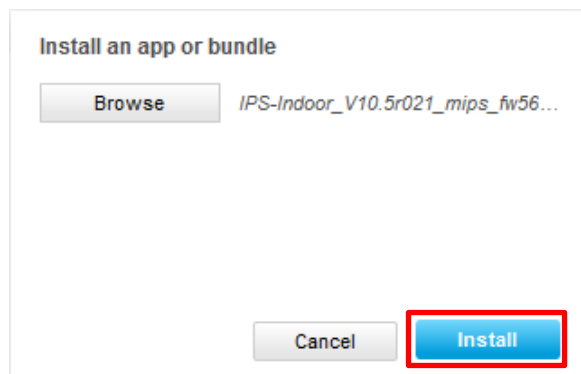 Install an app or bundle
Browse IPS-Indoor_V10.5r021_mips_fw56...
Cancel Install